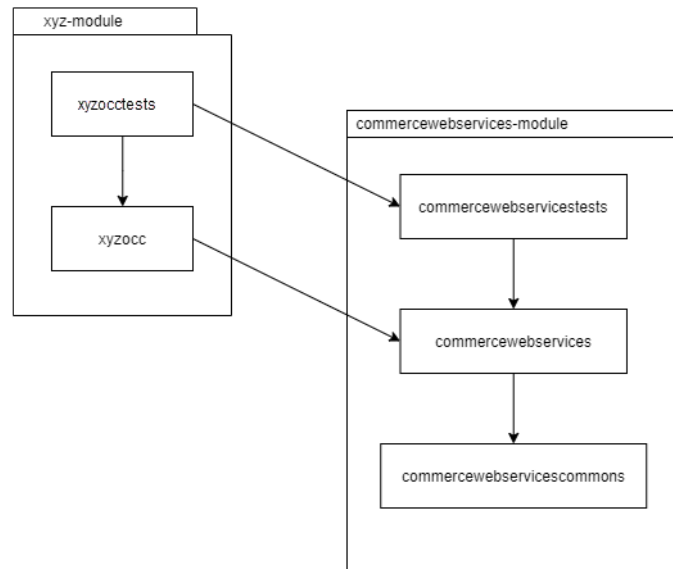 xyz-module
xyzocctests
xyzocc
commercewebservices-module
commercewebservicestests
commercewebservices
commercewebservicescommons